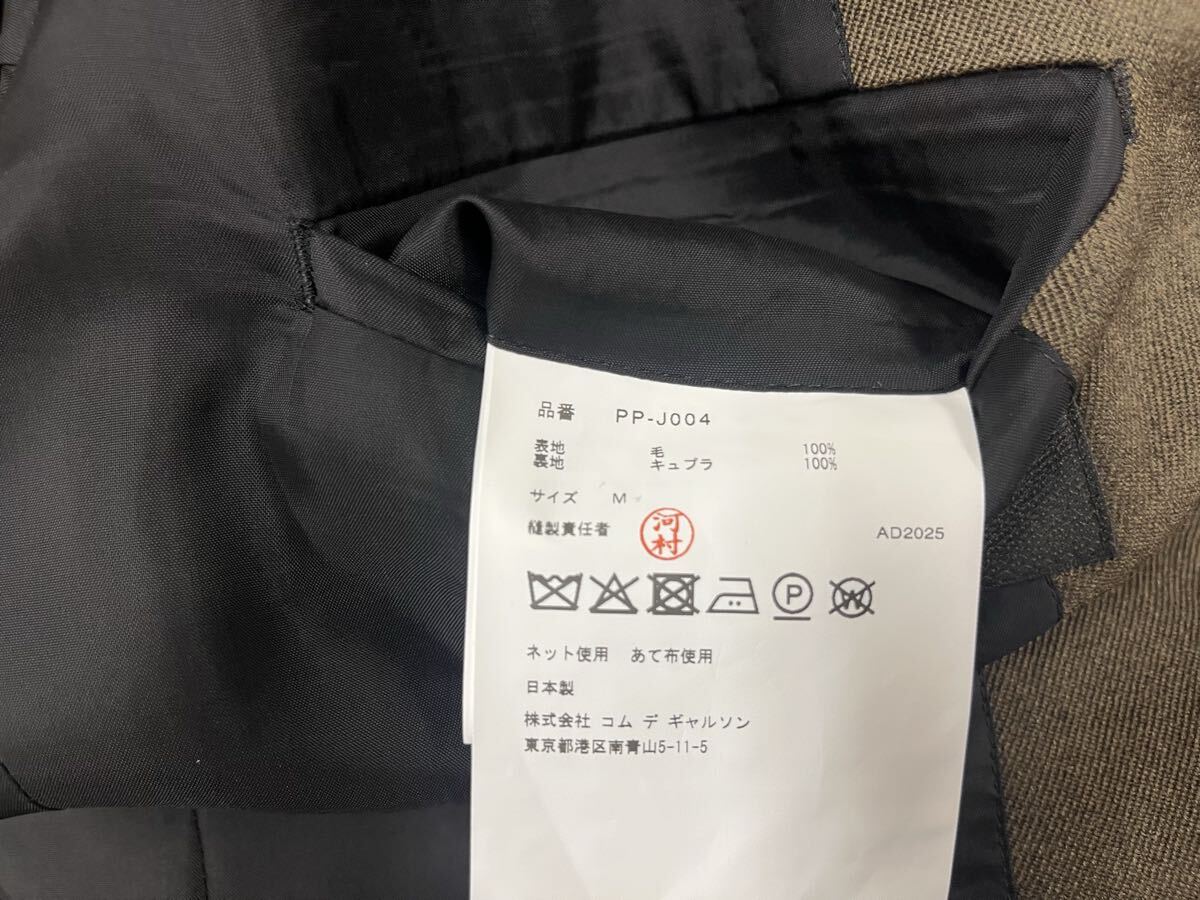 品番 PP-J004
表地 毛 100%
裏地 キュプラ 100%
サイズ M
縫製責任者 河村 AD2025
P W
ネット使用 あて布使用
日本製
株式会社 コム デ ギャルソン
東京都港区南青山5-11-5